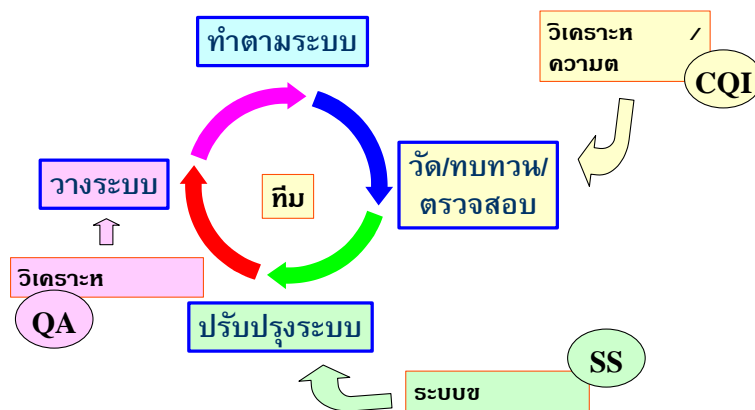 ทำตามระบบ
วิเคราะห /
ความต
CQI
วางระบบ
ทีม
วัด/ทบทวน/
ตรวจสอบ
วิเคราะห
QA
ปรับปรุงระบบ
SS
ระบบข